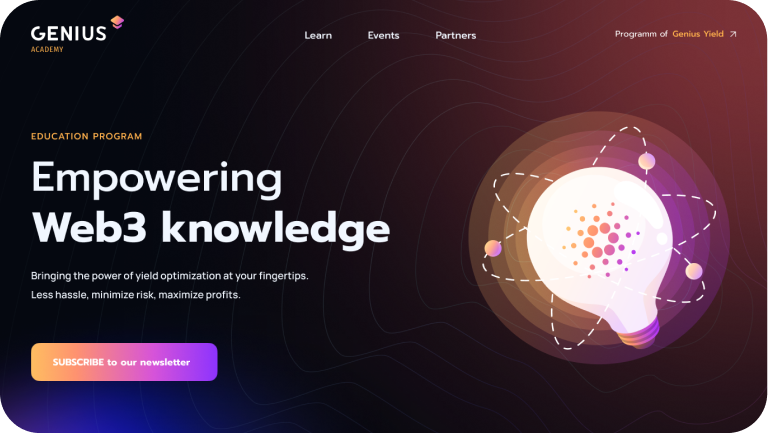 GENIUS
ACADEMY
Learn
Events
Partners
Programm of Genius Yield
EDUCATION PROGRAM
Empowering
Web3 knowledge
Bringing the power of yield optimization at your fingertips.
Less hassle, minimize risk, maximize profits.
SUBSCRIBE to our newsletter